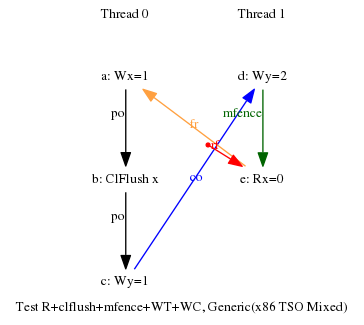 Thread 0 Thread 1
a: Wx=1 d: Wy=2
po mfence
fr
rf
b: ClFlush x e: Rx=0
co
po
c: Wy=1
Test R+clflush+mfence+WT+WC, Generic(x86 TSO Mixed)